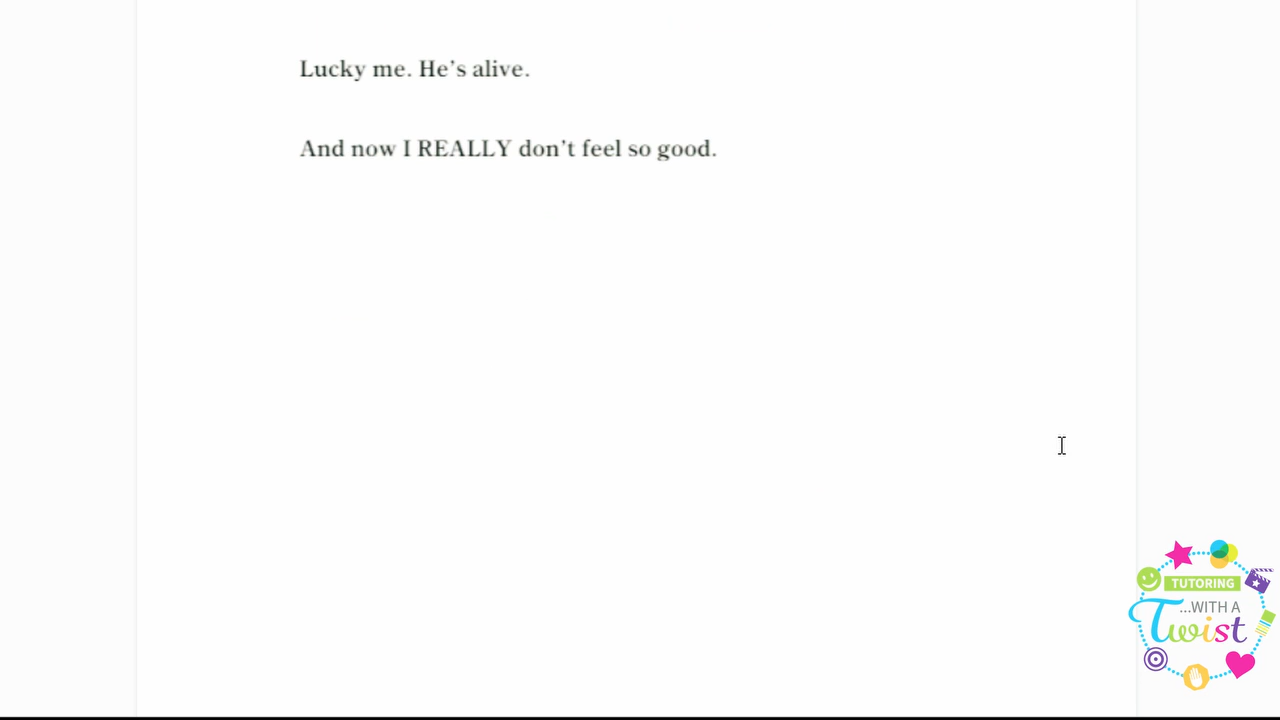 Lucky me. He’s alive.
And now I REALLY don’t feel so good.
TUTORING
...WITH A
Twist